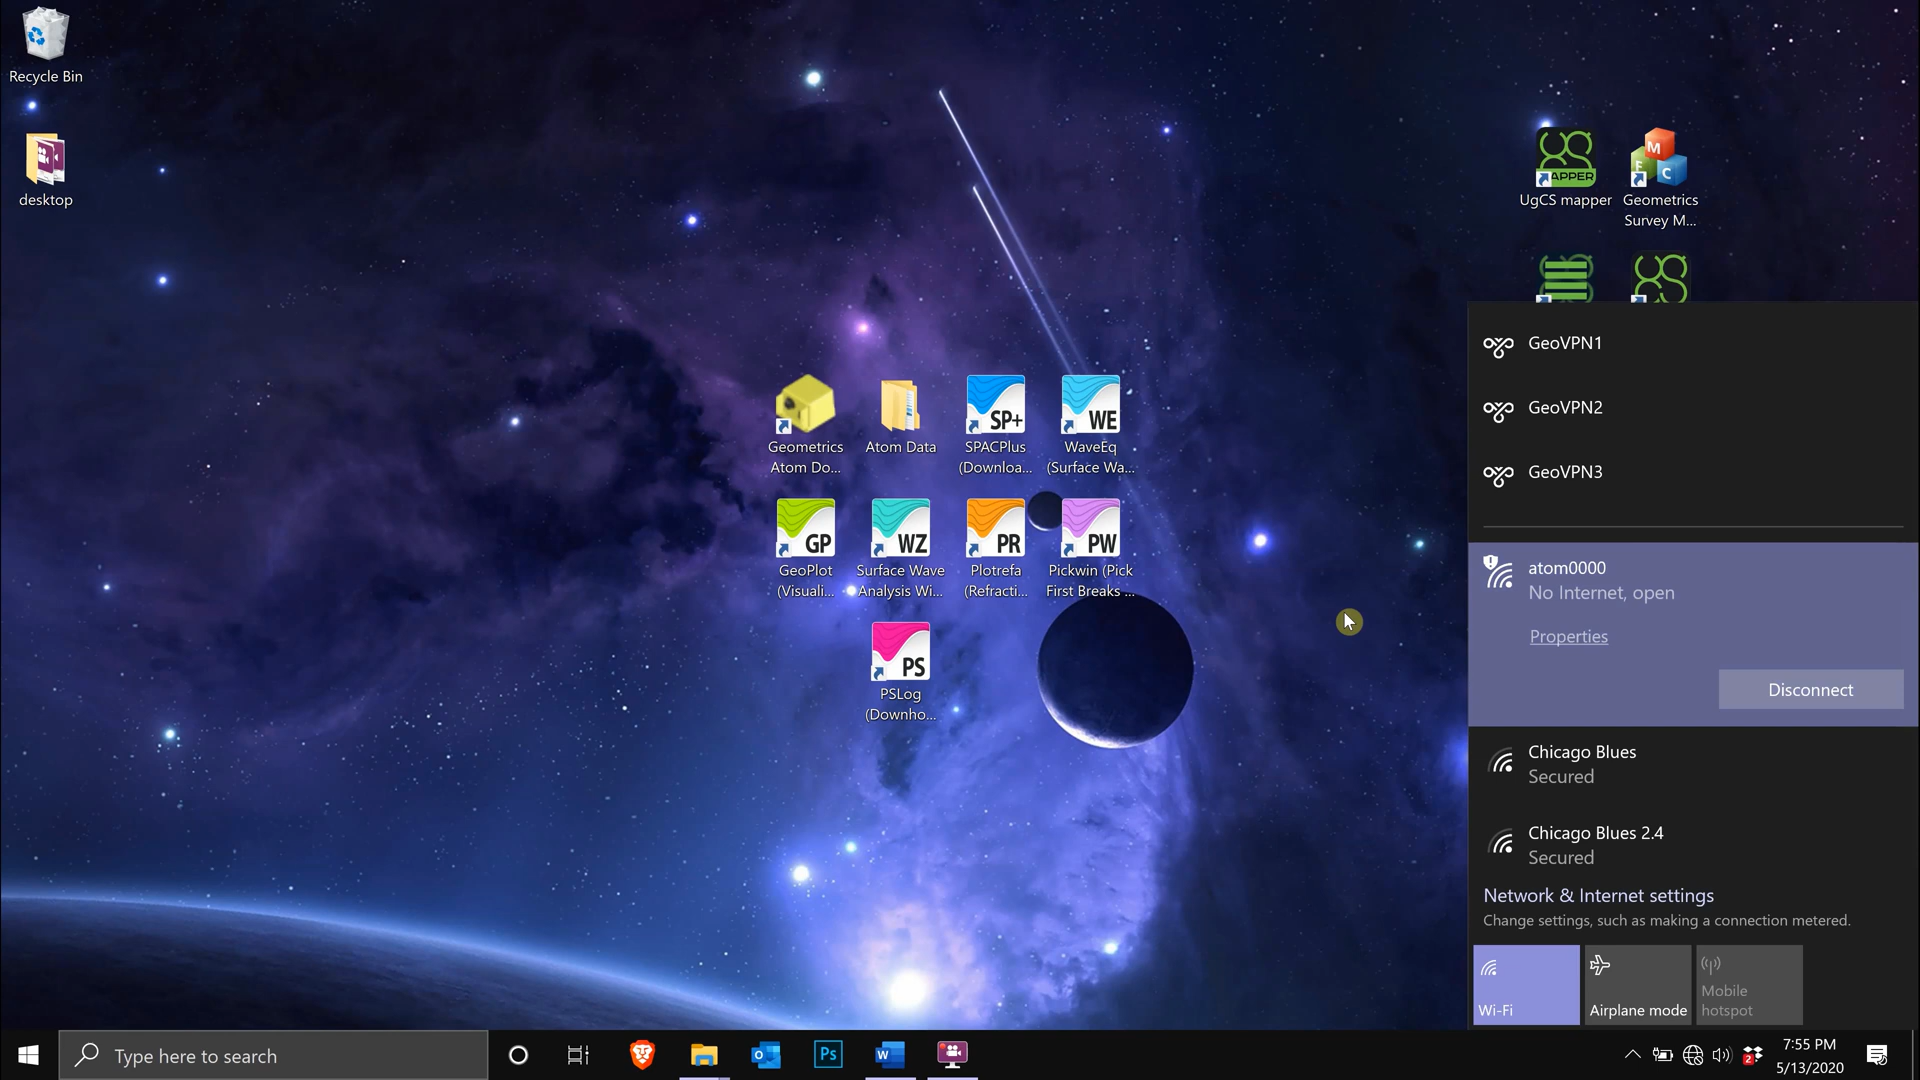 Recycle Bin
desktop
APPER
UgCS mapper
M
F
C
Geometrics
Survey M...
Geometrics
Atom Do...
Atom Data
SP+
SPACPlus
(Downloa...
WE
WaveEq
(Surface Wa...
GP
GeoPlot
(Visuali...
WZ
Surface Wave
Analysis Wi...
PR
Plotrefa
(Refracti...
PW
Pickwin (Pick
First Breaks ...
PS
PSLog
(Downho...
GeoVPN1
GeoVPN2
GeoVPN3
atom0000
No Internet, open
Properties
Disconnect
Chicago Blues
Secured
Chicago Blues 2.4
Secured
Network & Internet settings
Change settings, such as making a connection metered.
Wi-Fi
Airplane mode
Mobile
hotspot
Type here to search
Ps
2
7:55 PM
5/13/2020